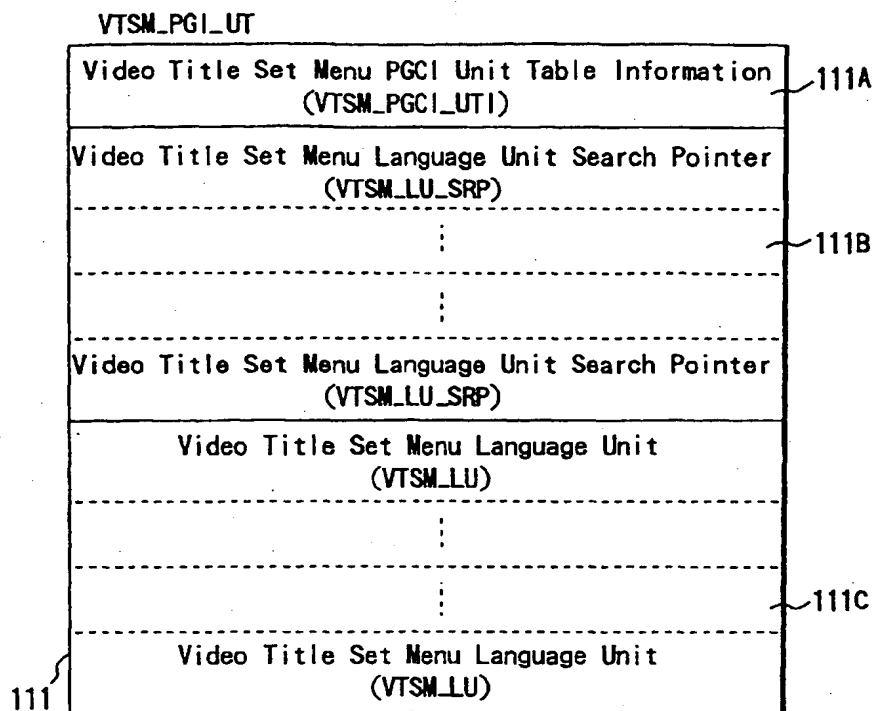 VTSM_PGI_UT
Video Title Set Menu PGCI Unit Table Information
(VTSM_PGCI_UTI)
111A
Video Title Set Menu Language Unit Search Pointer
(VTSM_LU_SRP)
111B
Video Title Set Menu Language Unit Search Pointer
(VTSM_LU_SRP)
Video Title Set Menu Language Unit
(VTSM_LU)
111C
Video Title Set Menu Language Unit
(VTSM_LU)
111